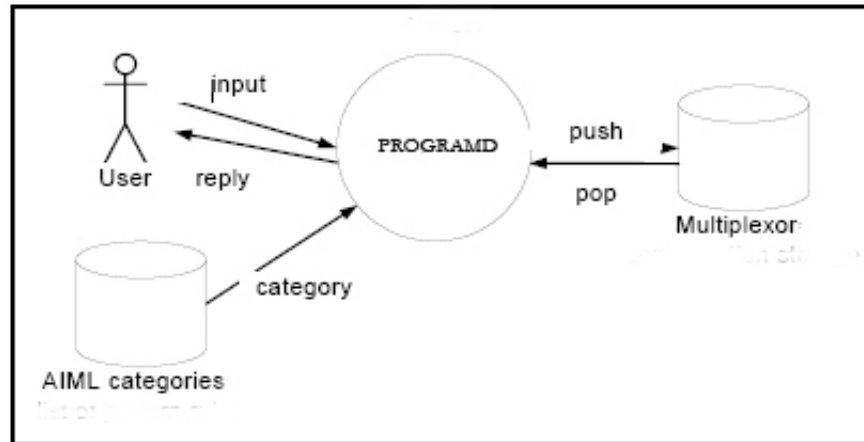 input
PROGRAMD
push
User
reply
pop
Multiplexor
category
AIML categories